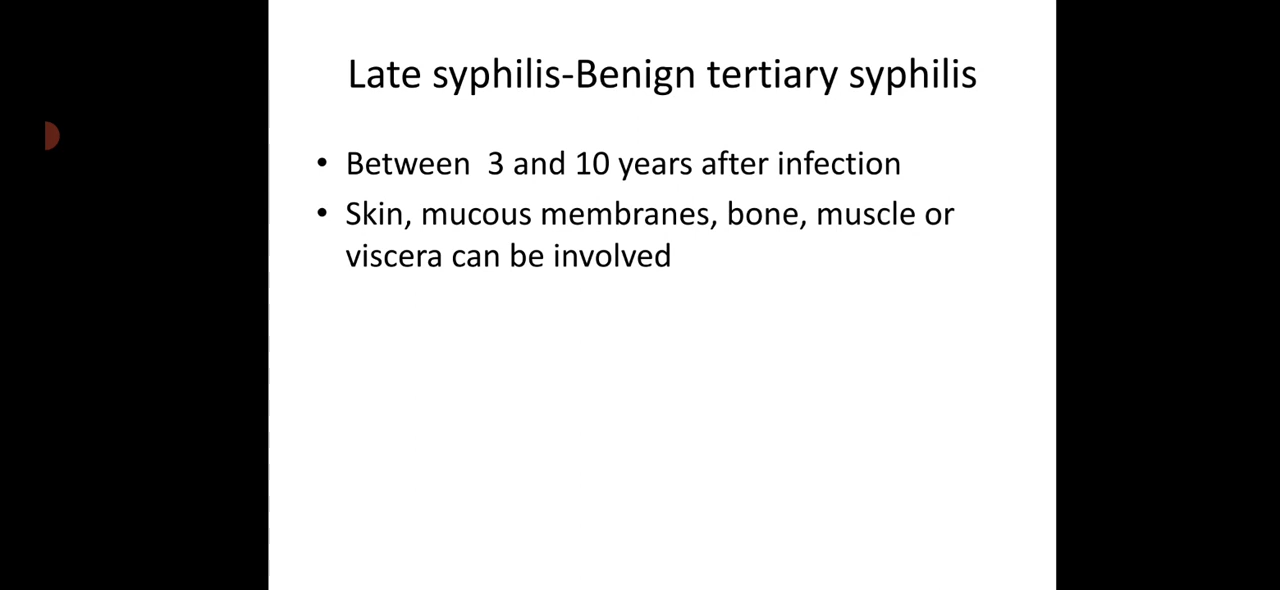 Late syphilis-Benign tertiary syphilis
• Between  3 and 10 years after infection
• Skin, mucous membranes, bone, muscle or
viscera can be involved